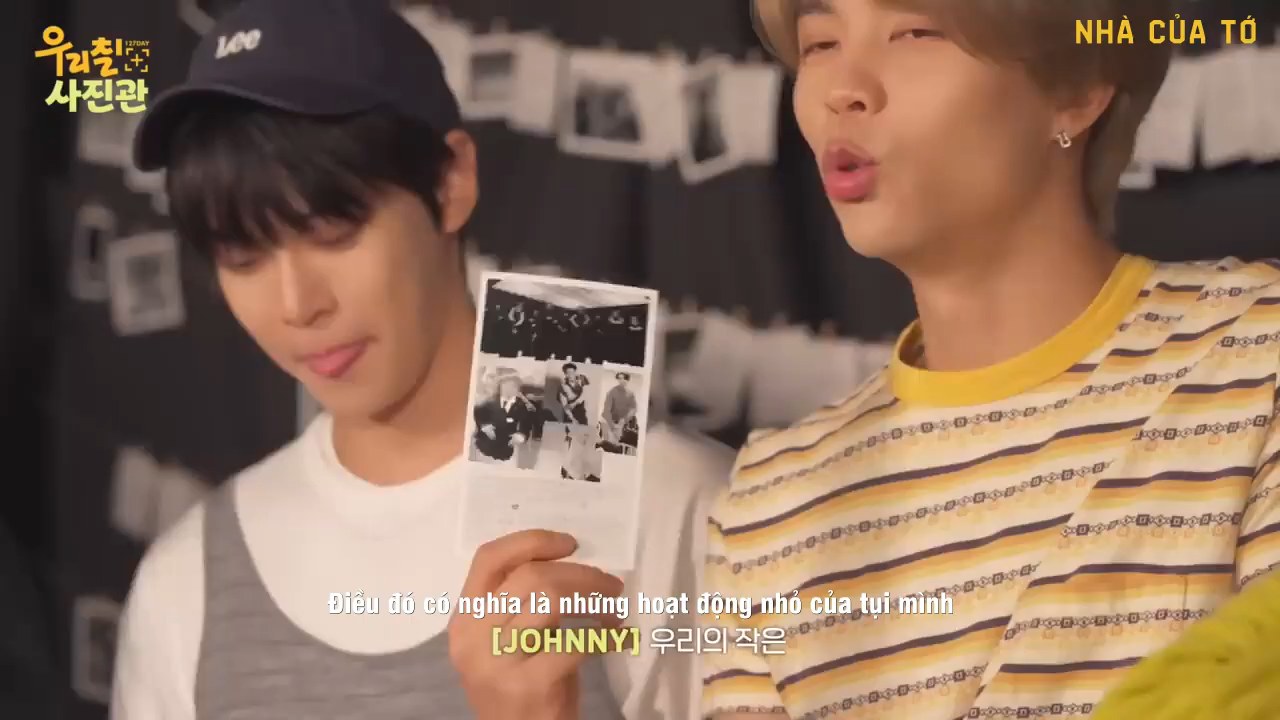 우리칠
127DAY
사진관
Lee
NHÀ CỦA TỚ
Điều đó có nghĩa là những hoạt động nhỏ của tụi mình
[JOHNNY] 우리의 작은